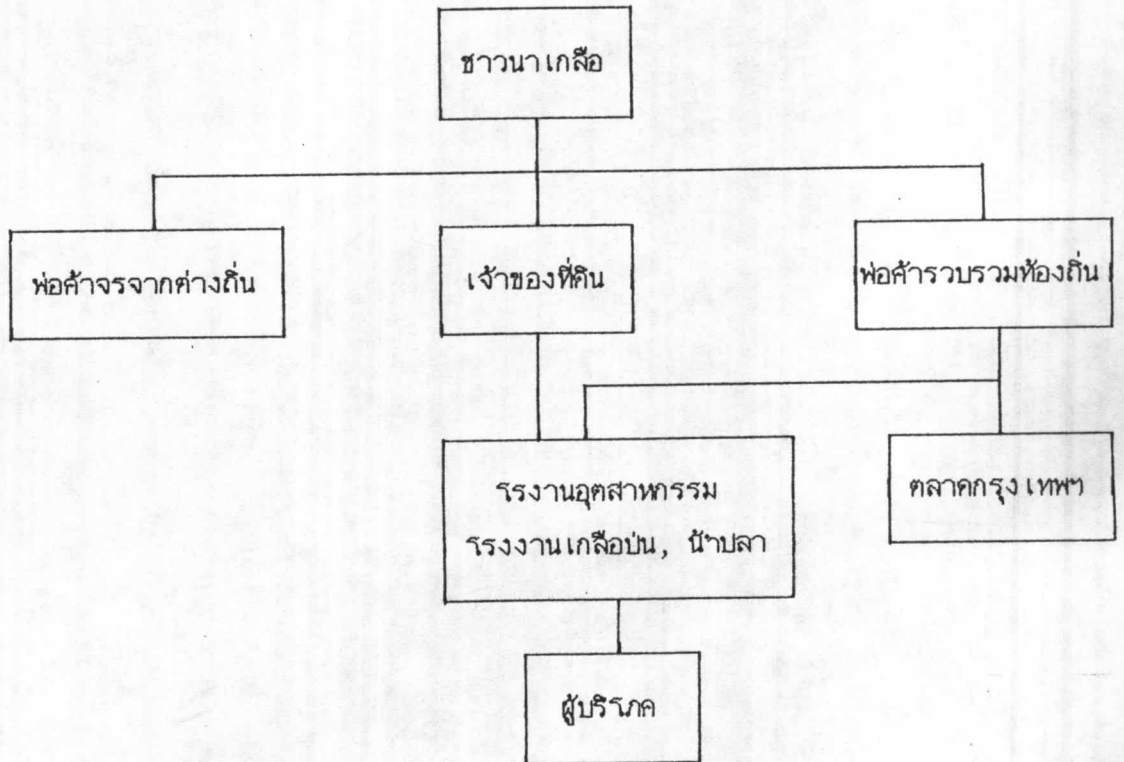 ชาวนาเกลือ
พ่อค้าจรจากต่างถิ่น
เจ้าของที่ดิน
พ่อค้ารวบรวมท้องถิ่น
โรงานอุตสาหกรรม
โรงงานเกลือป่น, น้ำปลา
ตลาดกรุงเทพฯ
ผู้บริโภค